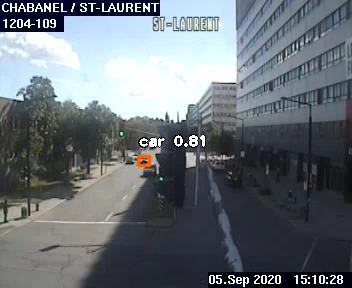 CHABANEL / ST-LAURENT
1204-109
ST-LAURENT
car 0.81
05.Sep 2020 15:10:28